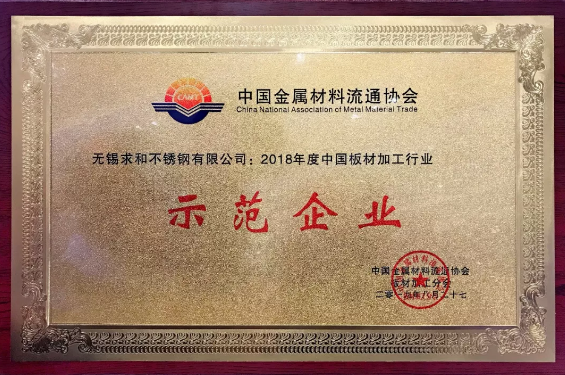 CAMT
中国金属材料流通协会
China National Association of Metal Material Trade
无锡求和不锈钢有限公司：2018年度中国板材加工行业
示范企业
中国金属材料流通协会
板材加工分会